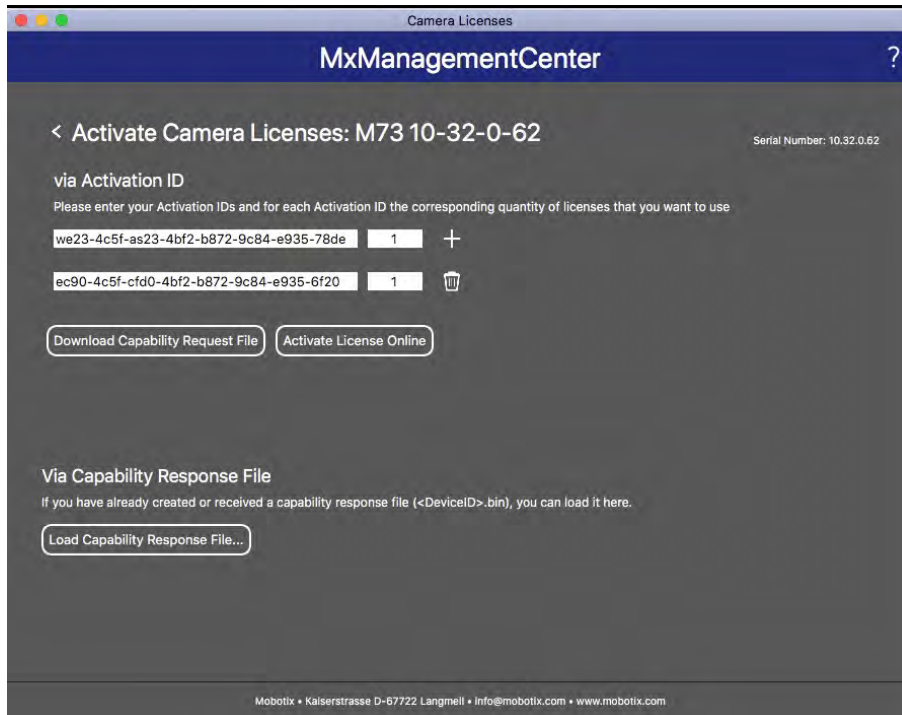 Camera Licenses
MxManagementCenter
?
< Activate Camera Licenses: M73 10-32-0-62
Serial Number: 10.32.0.62
via Activation ID
Please enter your Activation IDs and for each Activation ID the corresponding quantity of licenses that you want to use
we23-4c5f-as23-4bf2-b872-9c84-e935-78de 1 +
ec90-4c5f-cfd0-4bf2-b872-9c84-e935-6f20 1
Download Capability Request File Activate License Online
Via Capability Response File
If you have already created or received a capability response file (<DeviceID>.bin), you can load it here.
Load Capability Response File...
Mobotix • Kaiserstrasse D-67722 Langmeil • info@mobotix.com • www.mobotix.com